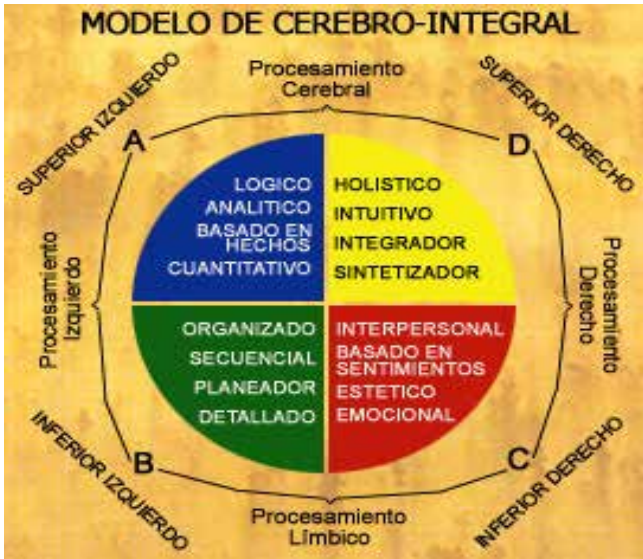 MODELO DE CEREBRO-INTEGRAL
Procesamiento
Cerebral
SUPERIOR IZQUIERDO
SUPERIOR DERECHO
A
D
LOGICO
ANALITICO
BASADO EN
HECHOS
CUANTITATIVO
HOLISTICO
INTUITIVO
INTEGRADOR
SINTETIZADOR
Procesamiento
Izquierdo
Procesamiento
Derecho
ORGANIZADO
SECUENCIAL
PLANEADOR
DETALLADO
INTERPERSONAL
BASADO EN
SENTIMIENTOS
ESTETICO
EMOCIONAL
B
C
INFERIOR IZQUIERDO
INFERIOR DERECHO
Procesamiento
Límbico